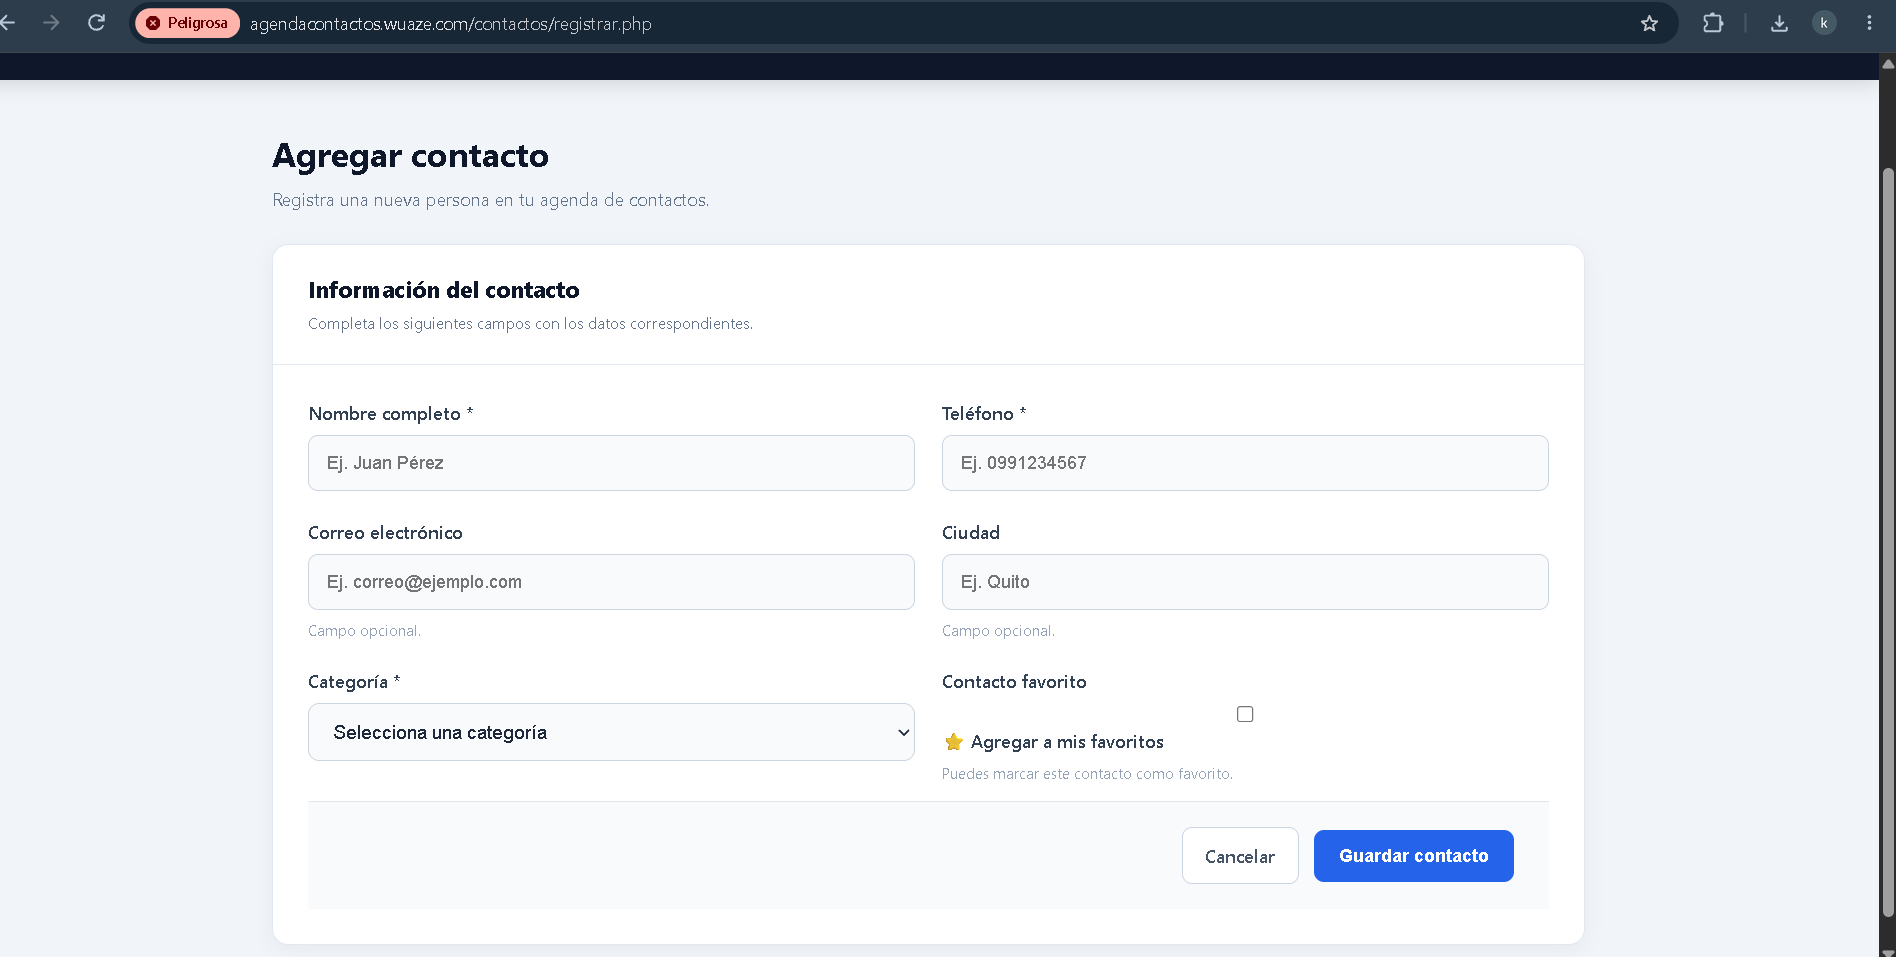 Peligrosa agendacontactos.wuaze.com/contactos/registrar.php k
Agregar contacto
Registra una nueva persona en tu agenda de contactos.
Información del contacto
Completa los siguientes campos con los datos correspondientes.
Nombre completo * Teléfono *
Ej. Juan Pérez Ej. 0991234567
Correo electrónico Ciudad
Ej. correo@ejemplo.com Ej. Quito
Campo opcional. Campo opcional.
Categoría * Contacto favorito
Selecciona una categoría
Agregar a mis favoritos
Puedes marcar este contacto como favorito.
Cancelar Guardar contacto